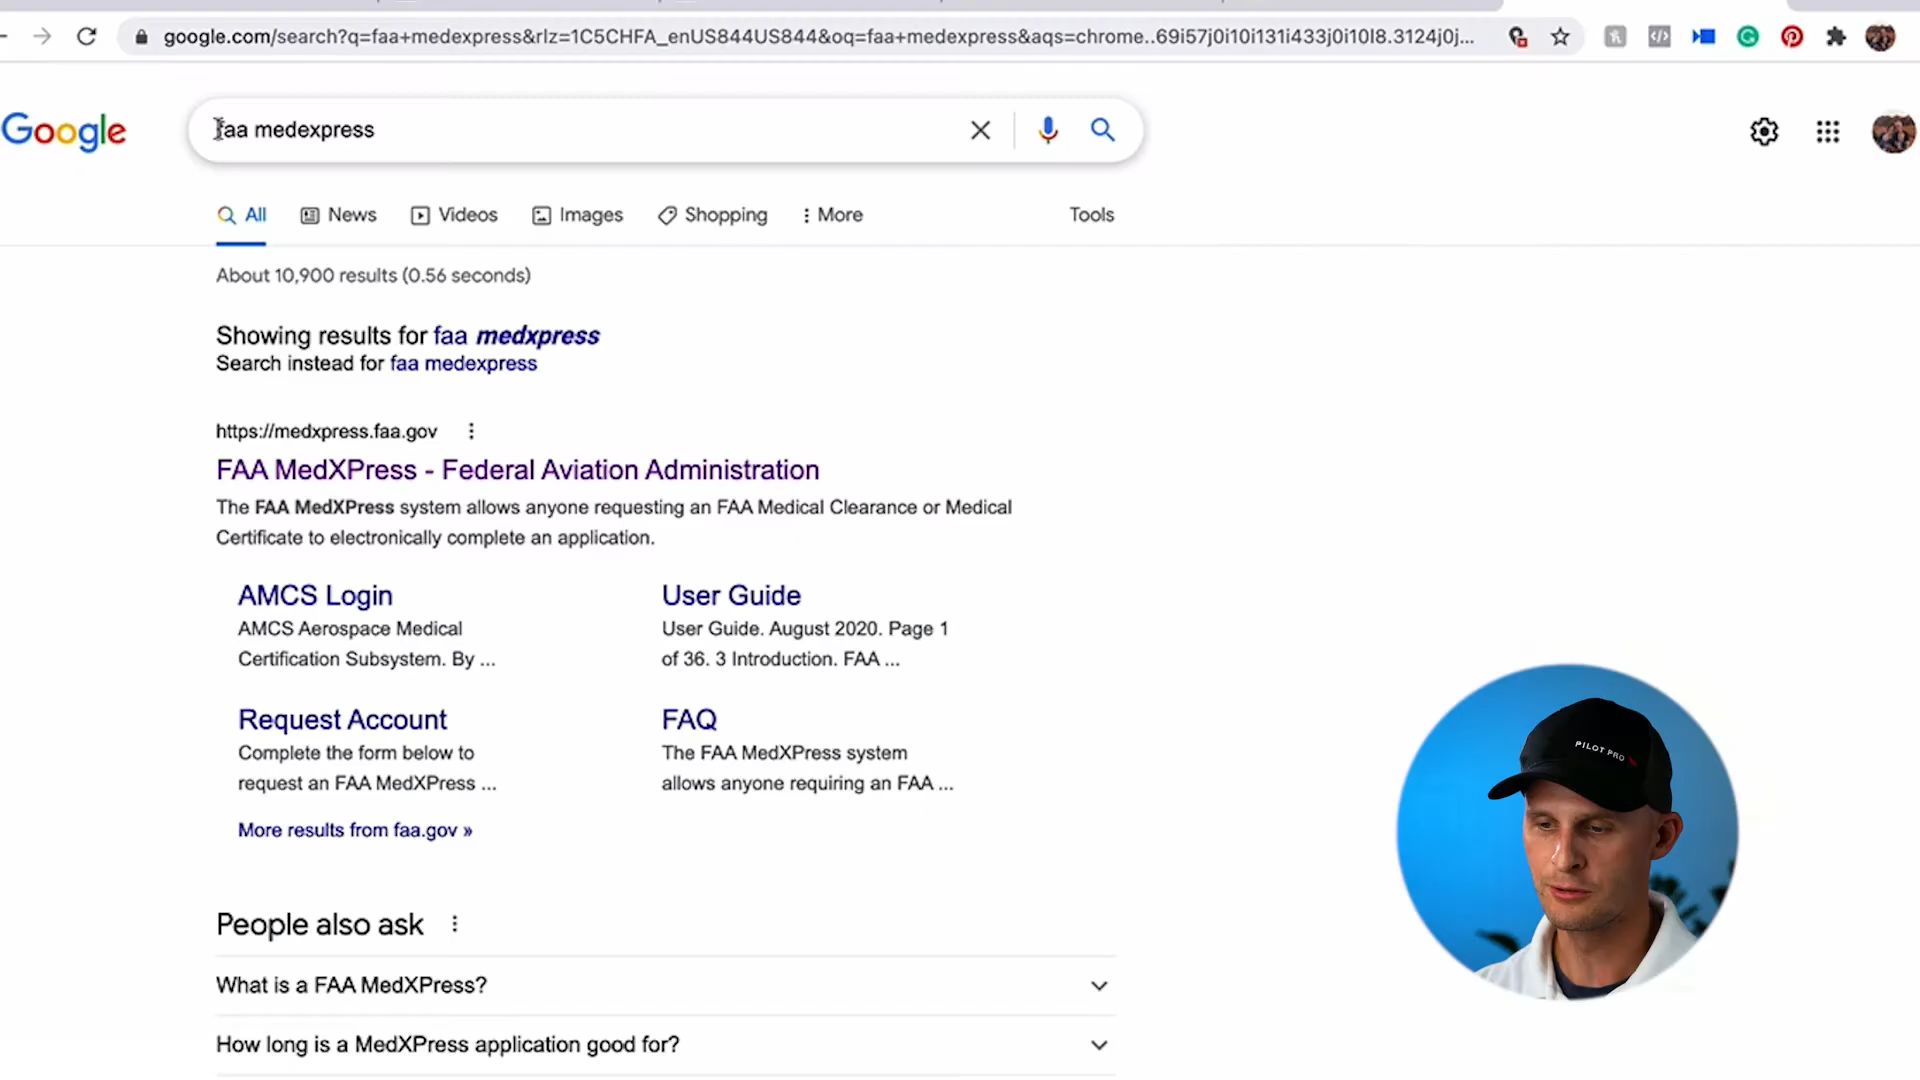 google.com/search?q=faa+medexpress&rlz=1C5CHFA_enUS844US844&oq=faa+medexpress&aqs=chrome..69i57j0i10i131i433j0i10l8.3124j0j...
Google
faa medexpress
All News Videos Images Shopping More Tools
About 10,900 results (0.56 seconds)
Showing results for faa medxpress
Search instead for faa medexpress
https://medxpress.faa.gov
FAA MedXPress - Federal Aviation Administration
The FAA MedXPress system allows anyone requesting an FAA Medical Clearance or Medical
Certificate to electronically complete an application.
AMCS Login
AMCS Aerospace Medical
Certification Subsystem. By ...
User Guide
User Guide. August 2020. Page 1
of 36. 3 Introduction. FAA ...
Request Account
Complete the form below to
request an FAA MedXPress ...
FAQ
The FAA MedXPress system
allows anyone requiring an FAA ...
More results from faa.gov »
PILOT PRO
People also ask
What is a FAA MedXPress?
How long is a MedXPress application good for?